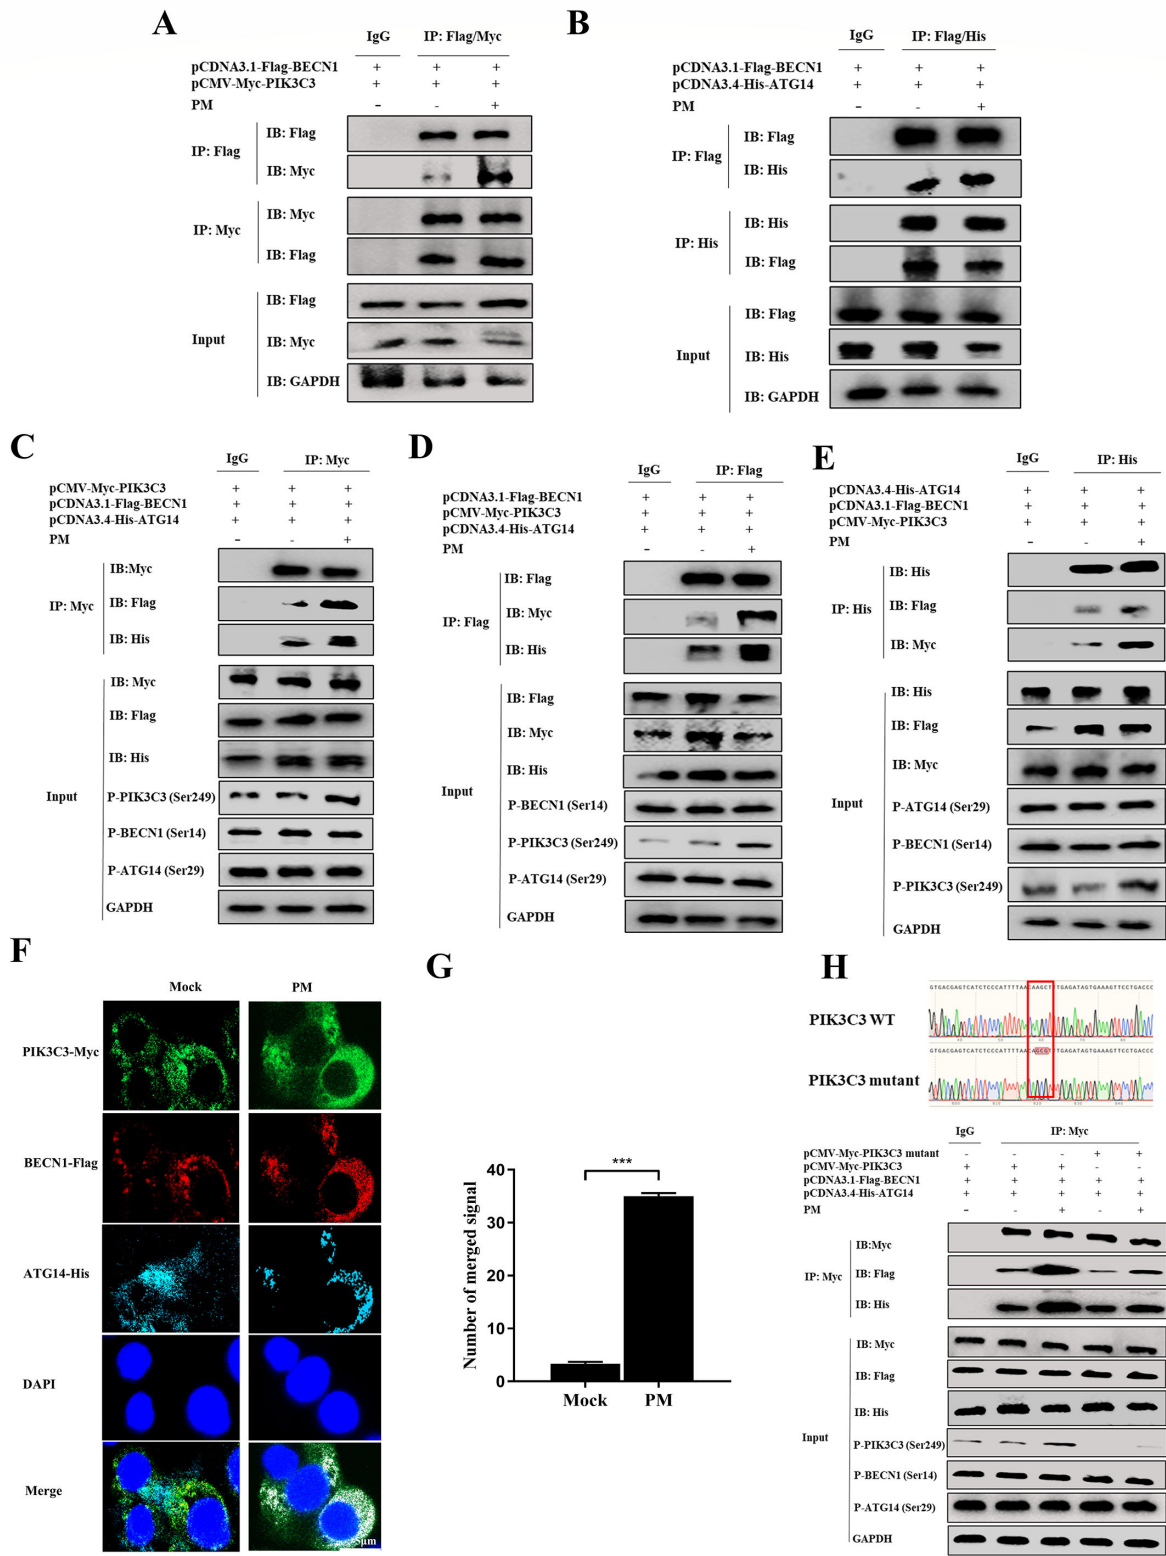 A
IgG IP: Flag/Myc
pCDNA3.1-Flag-BECN1 + + +
pCMV-Myc-PIK3C3 + + +
PM - - +
IP: Flag
IB: Flag
IB: Myc
IP: Myc
IB: Myc
IB: Flag
Input
IB: Flag
IB: Myc
IB: GAPDH
B
IgG IP: Flag/His
pCDNA3.1-Flag-BECN1 + + +
pCDNA3.4-His-ATG14 + + +
PM - - +
IP: Flag
IB: Flag
IB: His
IP: His
IB: His
IB: Flag
Input
IB: Flag
IB: His
IB: GAPDH
C
IgG IP: Myc
pCMV-Myc-PIK3C3 + + +
pCDNA3.1-Flag-BECN1 + + +
pCDNA3.4-His-ATG14 + + +
PM - - +
IP: Myc
IB:Myc
IB: Flag
IB: His
Input
IB: Myc
IB: Flag
IB: His
P-PIK3C3 (Ser249)
P-BECN1 (Ser14)
P-ATG14 (Ser29)
GAPDH
D
IgG IP: Flag
pCDNA3.1-Flag-BECN1 + + +
pCMV-Myc-PIK3C3 + + +
pCDNA3.4-His-ATG14 + + +
PM - - +
IP: Flag
IB: Flag
IB: Myc
IB: His
Input
IB: Flag
IB: Myc
IB: His
P-BECN1 (Ser14)
P-PIK3C3 (Ser249)
P-ATG14 (Ser29)
GAPDH
E
IgG IP: His
pCDNA3.4-His-ATG14 + + +
pCDNA3.1-Flag-BECN1 + + +
pCMV-Myc-PIK3C3 + + +
PM - - +
IP: His
IB: His
IB: Flag
IB: Myc
Input
IB: His
IB: Flag
IB: Myc
P-ATG14 (Ser29)
P-BECN1 (Ser14)
P-PIK3C3 (Ser249)
GAPDH
F
Mock PM
PIK3C3-Myc
BECN1-Flag
ATG14-His
DAPI
Merge
G
Number of merged signal
40
30
20
10
0
***
Mock PM
H
GTGACGAGTCATCTCCCATTTTAACAAGCTTTGAGATAGTGAAAGTTCCTGACCC
PIK3C3 WT
GTGACGAGTCATCTCCCATTTTAACAGCGTTTGAGATAGTGAAAGTTCCTGACCC
PIK3C3 mutant
IgG IP: Myc
pCMV-Myc-PIK3C3 mutant - - - + +
pCMV-Myc-PIK3C3 + + + - -
pCDNA3.1-Flag-BECN1 + + + + +
pCDNA3.4-His-ATG14 + + + + +
PM - - + - +
IP: Myc
IB:Myc
IB: Flag
IB: His
Input
IB: Myc
IB: Flag
IB: His
P-PIK3C3 (Ser249)
P-BECN1 (Ser14)
P-ATG14 (Ser29)
GAPDH